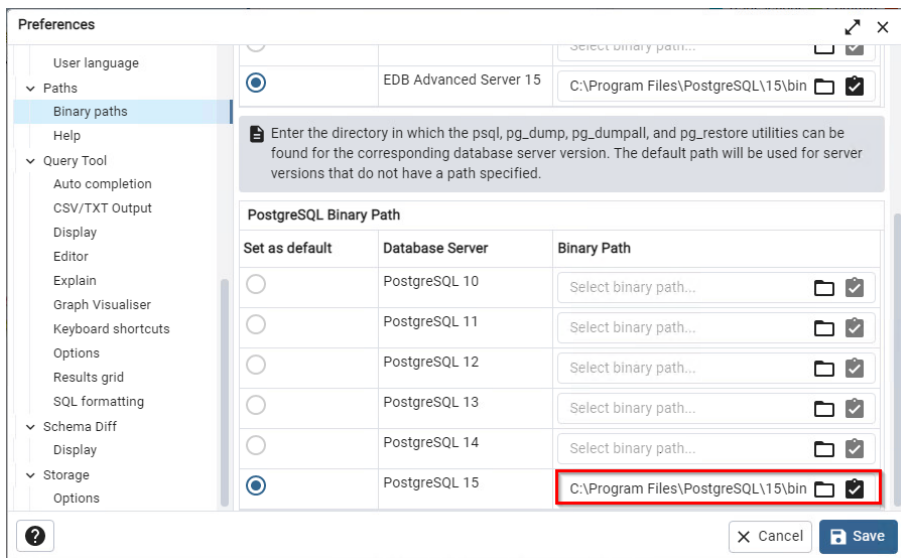 Preferences
User language
Paths
Binary paths
Help
Query Tool
Auto completion
CSV/TXT Output
Display
Editor
Explain
Graph Visualiser
Keyboard shortcuts
Options
Results grid
SQL formatting
Schema Diff
Display
Storage
Options
Select binary path...
EDB Advanced Server 15
C:\Program Files\PostgreSQL\15\bin
Enter the directory in which the psql, pg_dump, pg_dumpall, and pg_restore utilities can be
found for the corresponding database server version. The default path will be used for server
versions that do not have a path specified.
PostgreSQL Binary Path
Set as default Database Server Binary Path
PostgreSQL 10 Select binary path...
PostgreSQL 11 Select binary path...
PostgreSQL 12 Select binary path...
PostgreSQL 13 Select binary path...
PostgreSQL 14 Select binary path...
PostgreSQL 15 C:\Program Files\PostgreSQL\15\bin
? Cancel Save